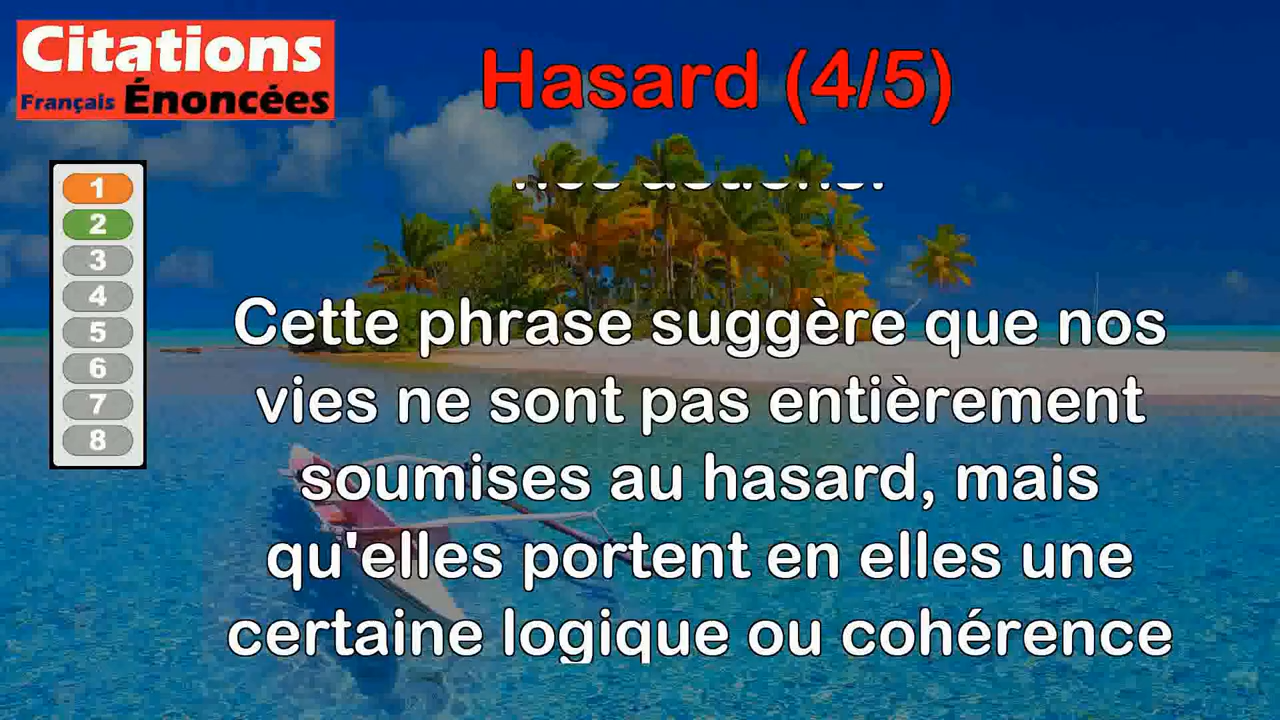 Citations
Français Énoncées
Hasard (4/5)
1
2
3
4
5
6
7
8
Cette phrase suggère que nos
vies ne sont pas entièrement
soumises au hasard, mais
qu'elles portent en elles une
certaine logique ou cohérence